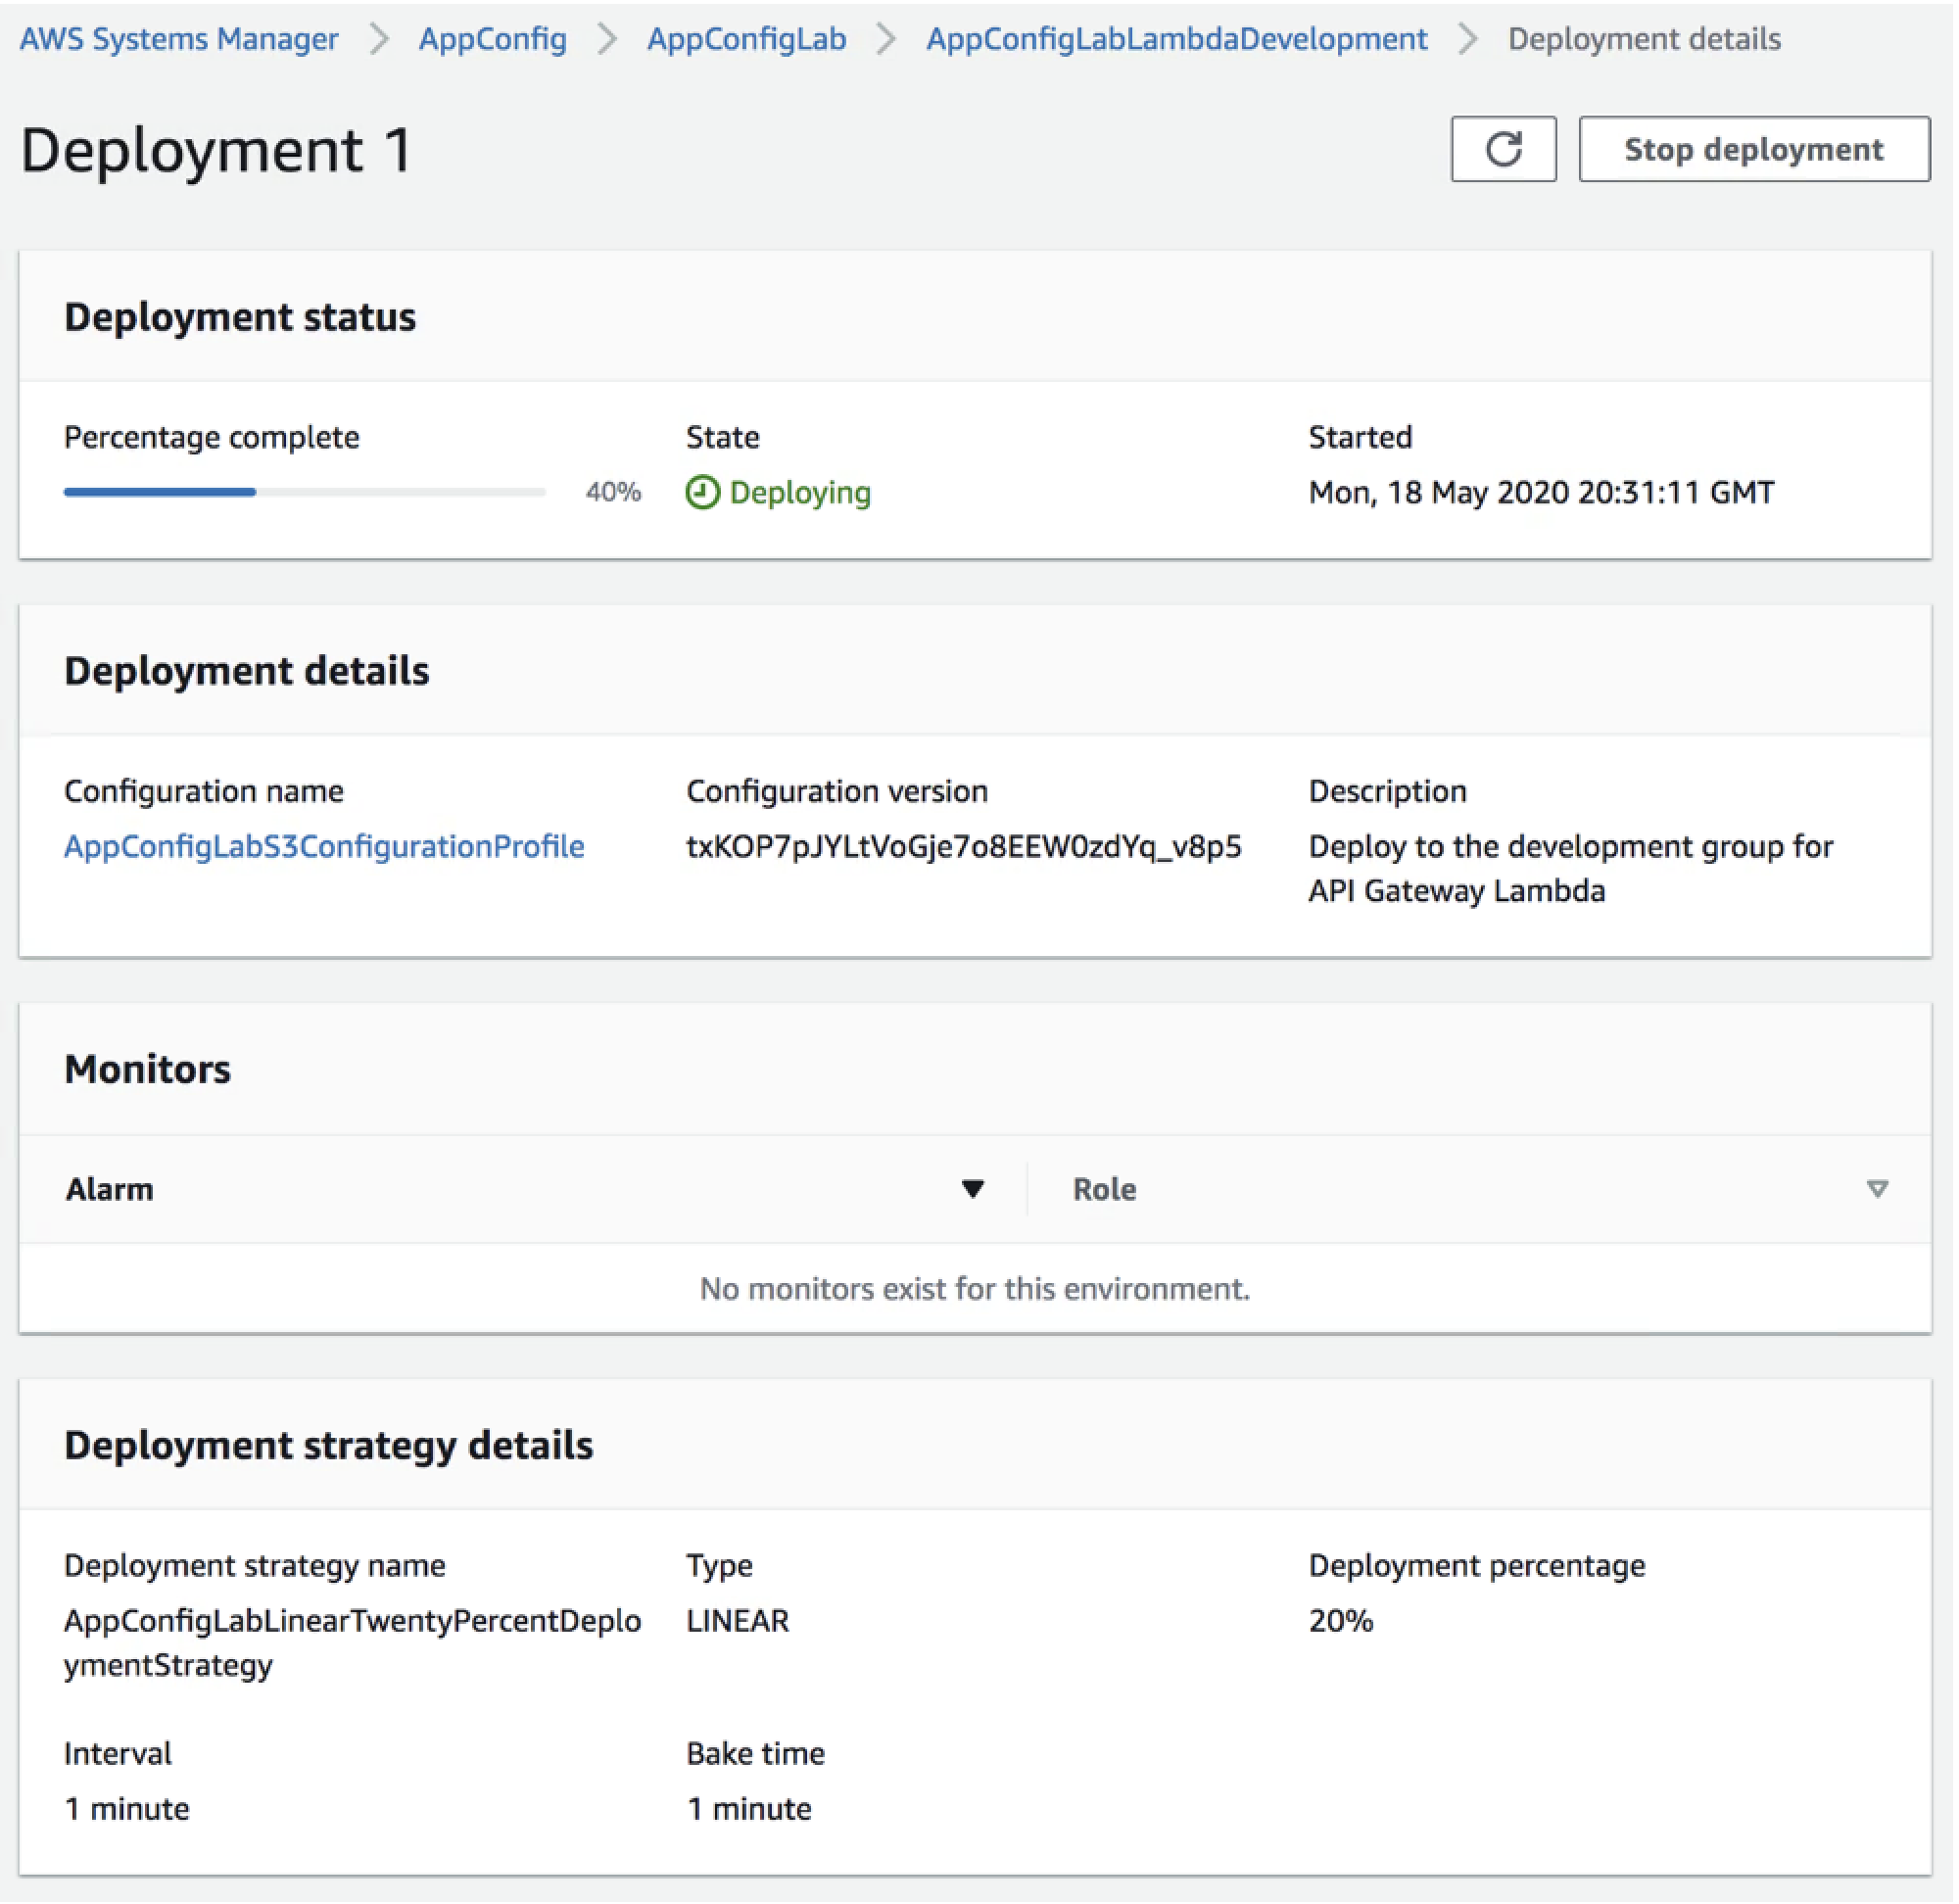 AWS Systems Manager > AppConfig > AppConfigLab > AppConfigLabLambdaDevelopment > Deployment details
Deployment 1
Stop deployment
Deployment status
Percentage complete State Started
40% Deploying Mon, 18 May 2020 20:31:11 GMT
Deployment details
Configuration name Configuration version Description
AppConfigLabS3ConfigurationProfile txKOP7pJYLtVoGje7o8EEW0zdYq_v8p5 Deploy to the development group for
API Gateway Lambda
Monitors
Alarm Role
No monitors exist for this environment.
Deployment strategy details
Deployment strategy name Type Deployment percentage
AppConfigLabLinearTwentyPercentDeplo LINEAR 20%
ymentStrategy
Interval Bake time
1 minute 1 minute